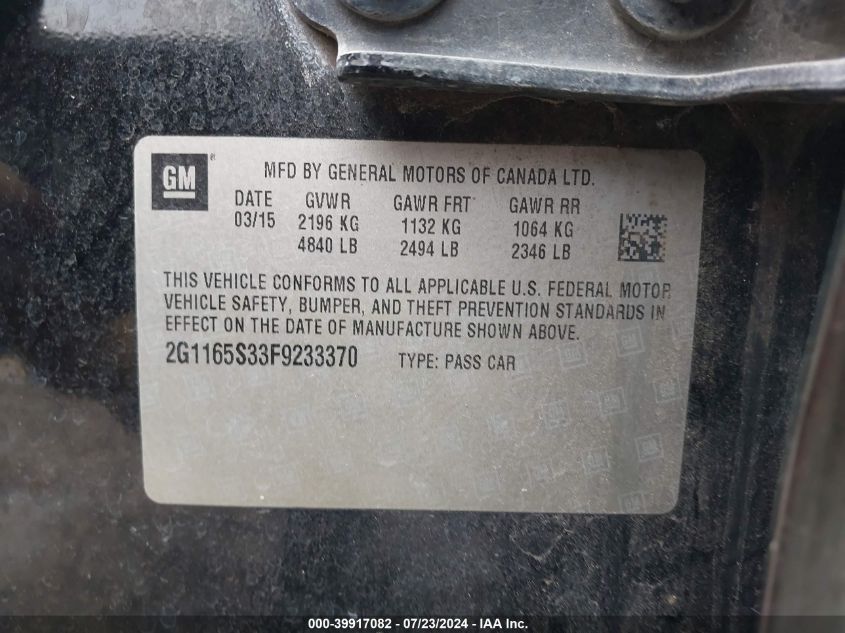 GM ®
MFD BY GENERAL MOTORS OF CANADA LTD.
DATE GVWR GAWR FRT GAWR RR
03/15 2196 KG 1132 KG 1064 KG
4840 LB 2494 LB 2346 LB
THIS VEHICLE CONFORMS TO ALL APPLICABLE U.S. FEDERAL MOTOR
VEHICLE SAFETY, BUMPER, AND THEFT PREVENTION STANDARDS IN
EFFECT ON THE DATE OF MANUFACTURE SHOWN ABOVE.
2G1165S33F9233370 TYPE: PASS CAR
000-39917082 - 07/23/2024 - IAA Inc.